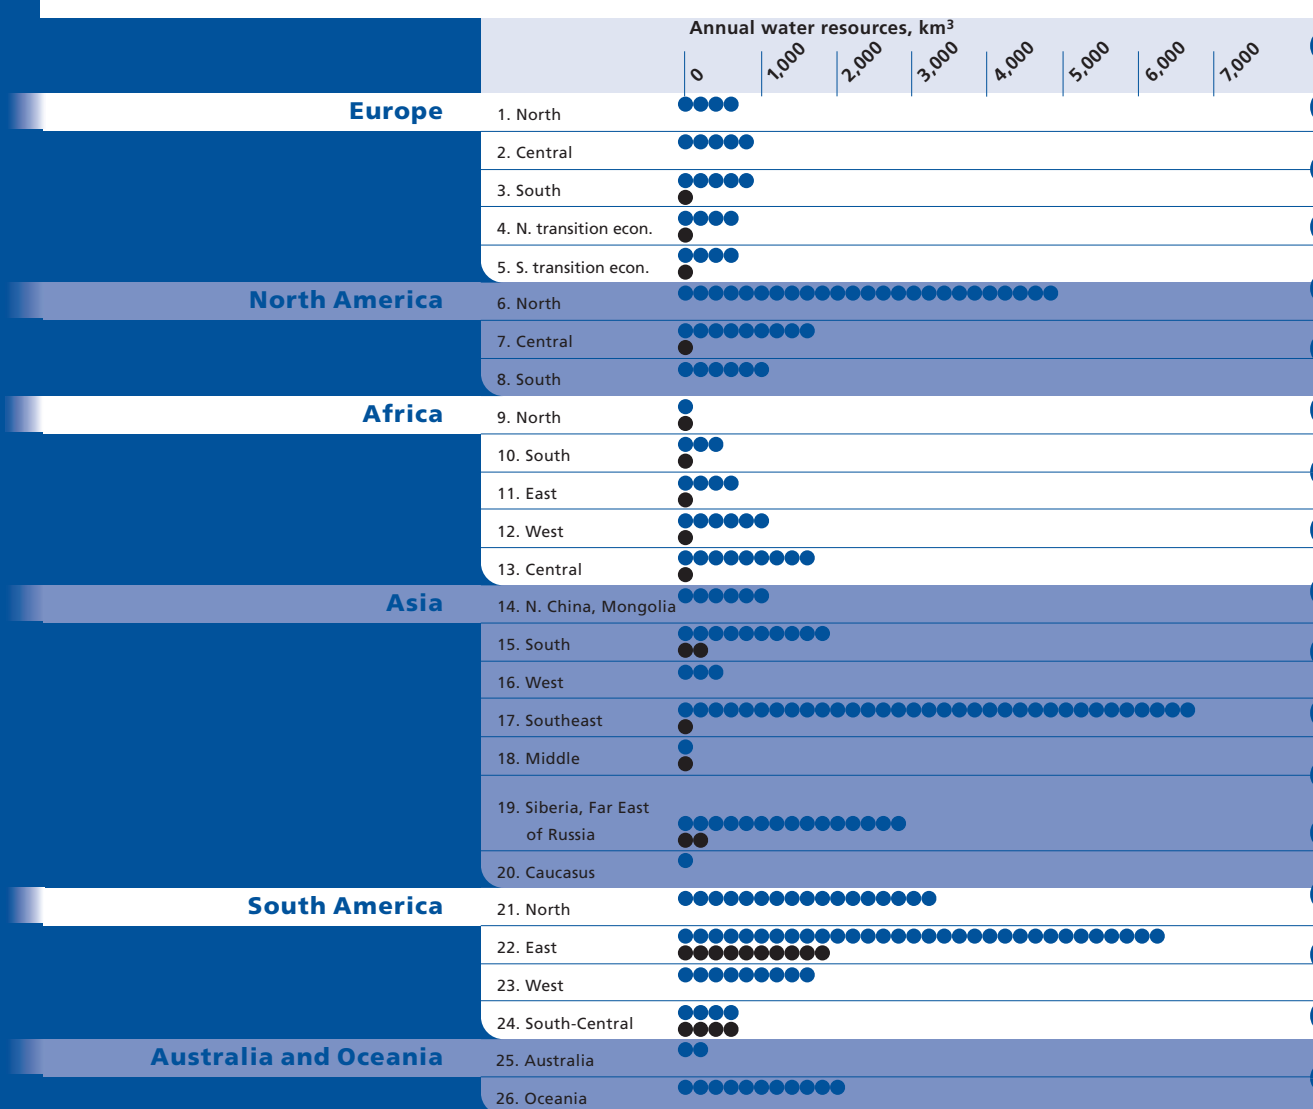 Annual water resources, km³
0 1,000 2,000 3,000 4,000 5,000 6,000 7,000
Europe
1. North
2. Central
3. South
4. N. transition econ.
5. S. transition econ.
North America
6. North
7. Central
8. South
Africa
9. North
10. South
11. East
12. West
13. Central
Asia
14. N. China, Mongolia
15. South
16. West
17. Southeast
18. Middle
19. Siberia, Far East
of Russia
20. Caucasus
South America
21. North
22. East
23. West
24. South-Central
Australia and Oceania
25. Australia
26. Oceania